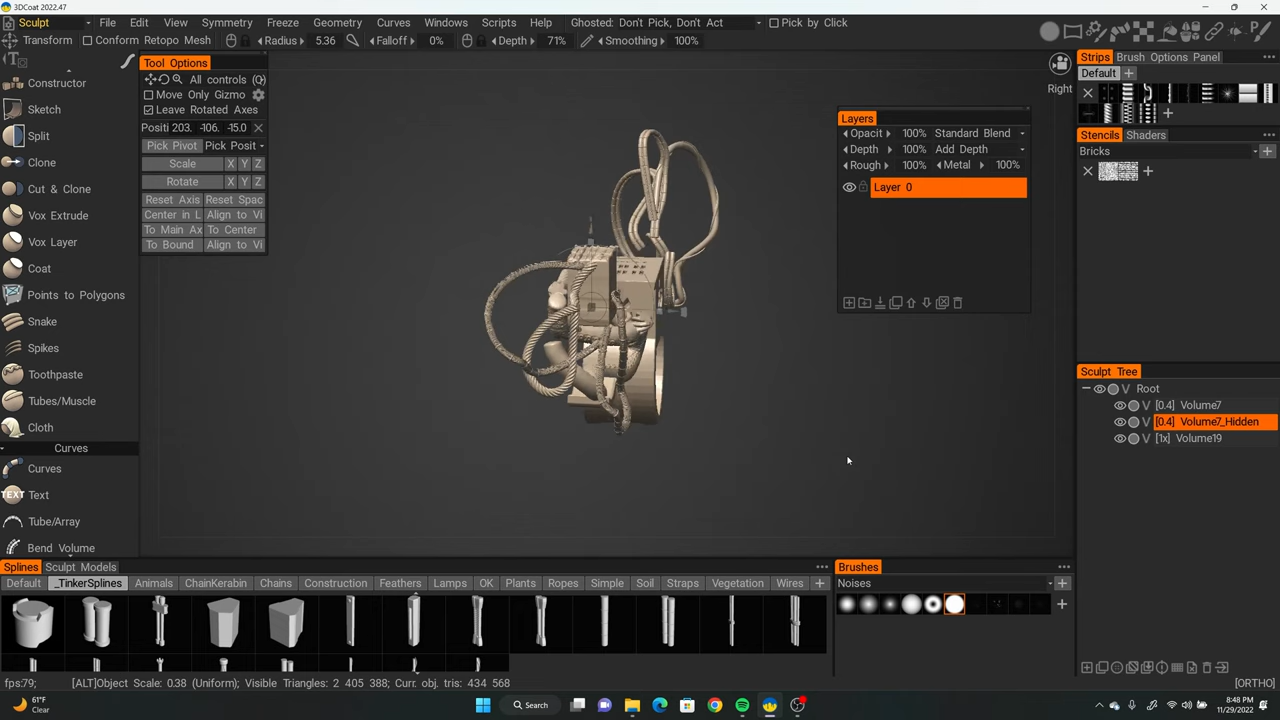 3DCoat 2022.47
Sculpt File Edit View Symmetry Freeze Geometry Curves Windows Scripts Help Ghosted: Don't Pick, Don't Act Pick by Click
Transform Conform Retopo Mesh Radius 5.36 Falloff 0% Depth 71% Smoothing 100%
Constructor
Sketch
Split
Clone
Cut & Clone
Vox Extrude
Vox Layer
Coat
Points to Polygons
Snake
Spikes
Toothpaste
Tubes/Muscle
Cloth
Curves
Curves
TEXT Text
Tube/Array
Bend Volume
Tool Options
All controls (Q)
Move Only Gizmo
Leave Rotated Axes
Positi 203. -106. -15.0
Pick Pivot Pick Posit
Scale X Y Z
Rotate X Y Z
Reset Axis Reset Spac
Center in L Align to Vi
To Main Ax To Center
To Bound Align to Vi
Right
Layers
Opacit 100% Standard Blend
Depth 100% Add Depth
Rough 100% Metal 100%
Layer 0
Strips Brush Options Panel
Default +
Stencils Shaders
Bricks
Sculpt Tree
V Root
V [0.4] Volume7
V [0.4] Volume7_Hidden
V [1x] Volume19
Splines Sculpt Models
Default _TinkerSplines Animals ChainKerabin Chains Construction Feathers Lamps OK Plants Ropes Simple Soil Straps Vegetation Wires +
Brushes
Noises
fps:79; [ALT]Object Scale: 0,38 (Uniform); Visible Triangles: 2 405 388; Curr. obj. tris: 434 568
[ORTHO]
61°F
Clear
Search
8:48 PM
11/29/2022